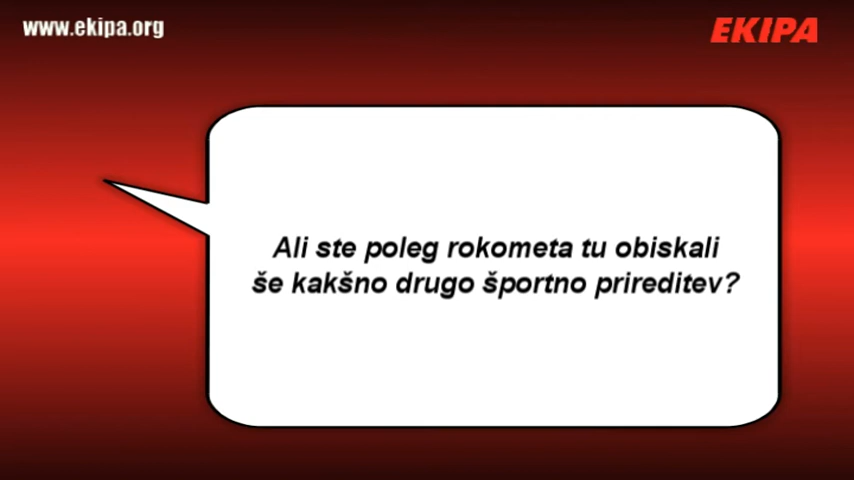 www.ekipa.org
EKIPA
Ali ste poleg rokometa tu obiskali
še kakšno drugo športno prireditev?